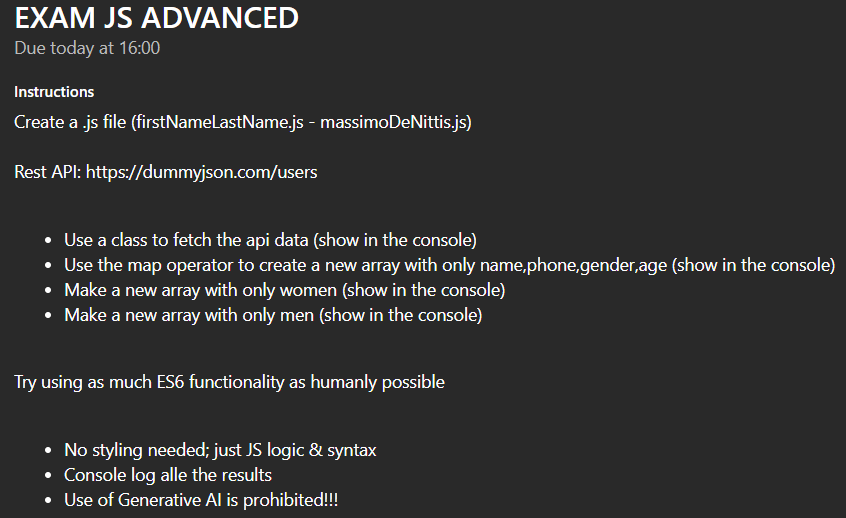 EXAM JS ADVANCED
Due today at 16:00
Instructions
Create a .js file (firstNameLastName.js - massimoDeNittis.js)
Rest API: https://dummyjson.com/users
• Use a class to fetch the api data (show in the console)
• Use the map operator to create a new array with only name,phone,gender,age (show in the console)
• Make a new array with only women (show in the console)
• Make a new array with only men (show in the console)
Try using as much ES6 functionality as humanly possible
• No styling needed; just JS logic & syntax
• Console log alle the results
• Use of Generative AI is prohibited!!!